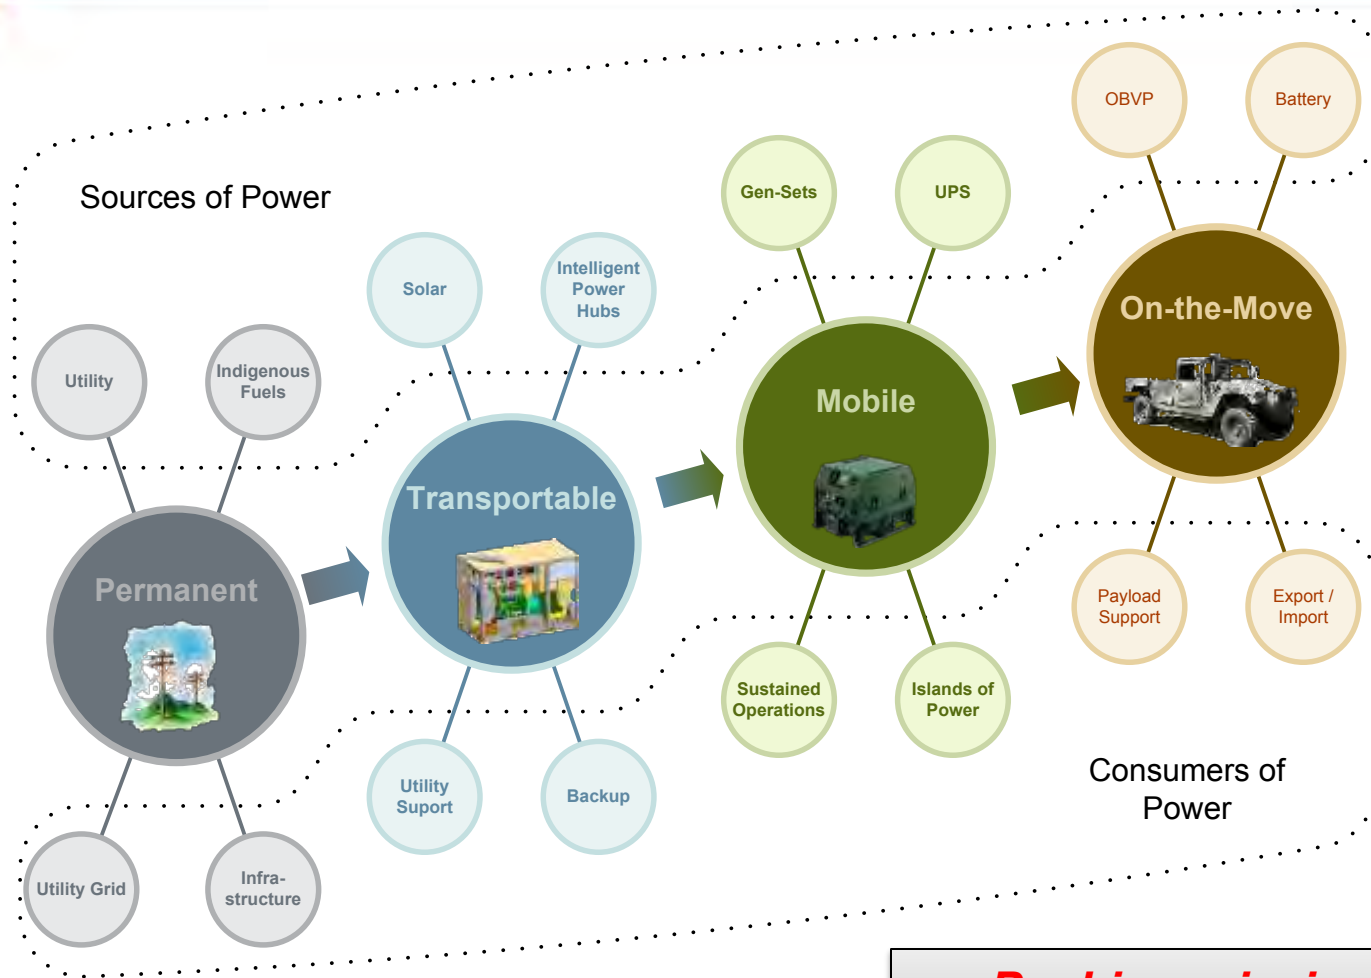 OBVP
Battery
Sources of Power
Gen-Sets
UPS
Solar
Intelligent
Power
Hubs
On-the-Move
Utility
Indigenous
Fuels
Mobile
Transportable
Permanent
Payload
Support
Export /
Import
Sustained
Operations
Islands of
Power
Utility
Suport
Backup
Consumers of
Power
Utility Grid
Infra-
structure